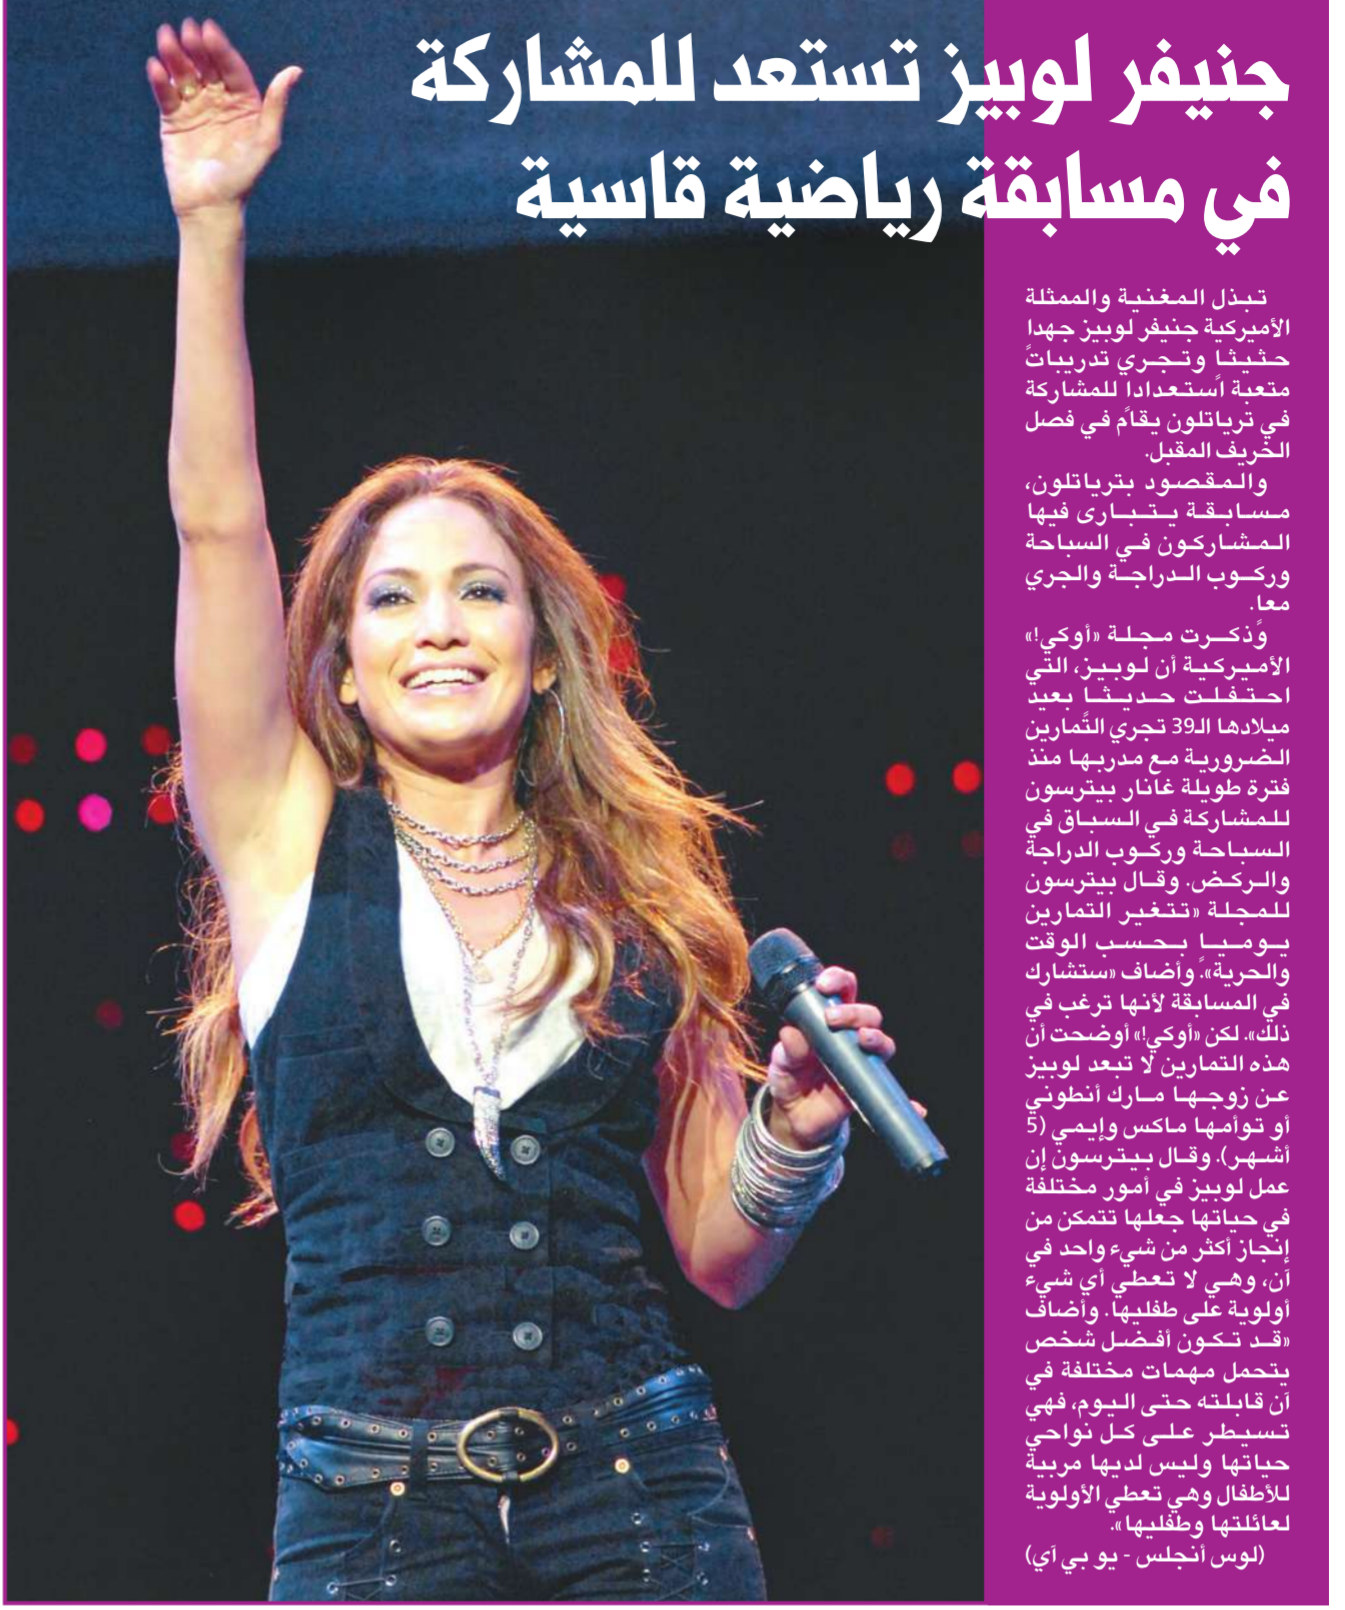 جنيفر لوبيز تستعد للمشاركة
في مسابقة رياضية قاسية
تبذل المغنية والممثلة
الأميركية جنيفر لوبيز جهدا
حثيثا وتجري تدريبات
متعبة استعدادا للمشاركة
في ترياتلون يقام في فصل
الخريف المقبل.
والمقصود بترياتلون،
مسابقة يتبارى فيها
المشاركون في السباحة
وركوب الدراجة والجري
معا.
وذكرت مجلة «أوكي!»
الأميركية أن لوبيز، التي
احتفلت حديثا بعيد
ميلادها الـ39 تجري التمارين
الضرورية مع مدربها منذ
فترة طويلة غانار بيترسون
للمشاركة في السباق في
السباحة وركوب الدراجة
والركض. وقال بيترسون
للمجلة «تتغير التمارين
يوميا بحسب الوقت
والحرية». وأضاف «ستشارك
في المسابقة لأنها ترغب في
ذلك». لكن «أوكي!» أوضحت أن
هذه التمارين لا تبعد لوبيز
عن زوجها مارك أنطوني
أو توأمها ماكس وإيمي (5
أشهر). وقال بيترسون إن
عمل لوبيز في أمور مختلفة
في حياتها جعلها تتمكن من
إنجاز أكثر من شيء واحد في
آن، وهي لا تعطي أي شيء
أولوية على طفليها. وأضاف
«قد تكون أفضل شخص
يتحمل مهمات مختلفة في
آن قابلته حتى اليوم، فهي
تسيطر على كل نواحي
حياتها وليس لديها مربية
للأطفال وهي تعطي الأولوية
لعائلتها وطفليها».
(لوس أنجلس - يو بي آي)